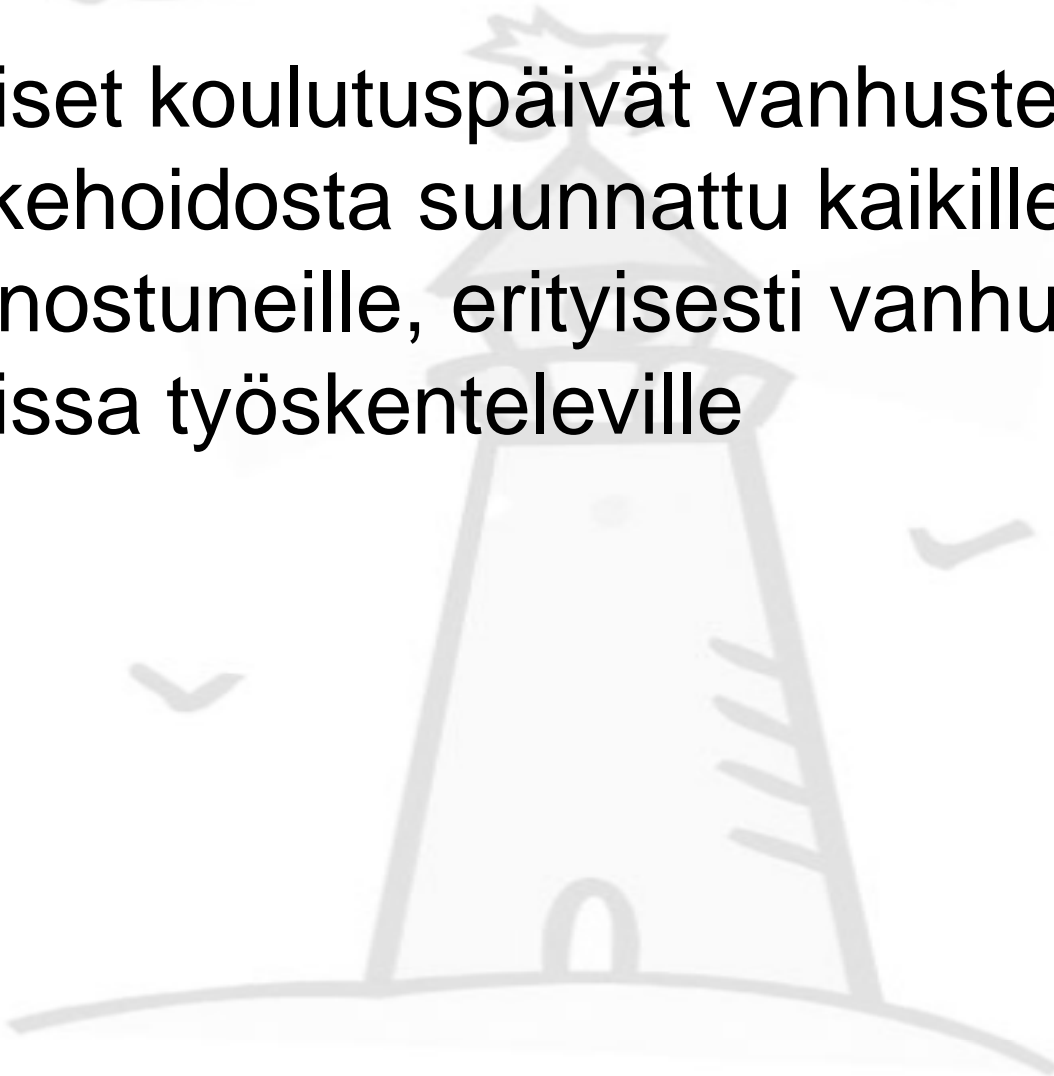 iset koulutuspäivät vanhuste
kehoidosta suunnattu kaikille
nostuneille, erityisesti vanhu
issa työskenteleville